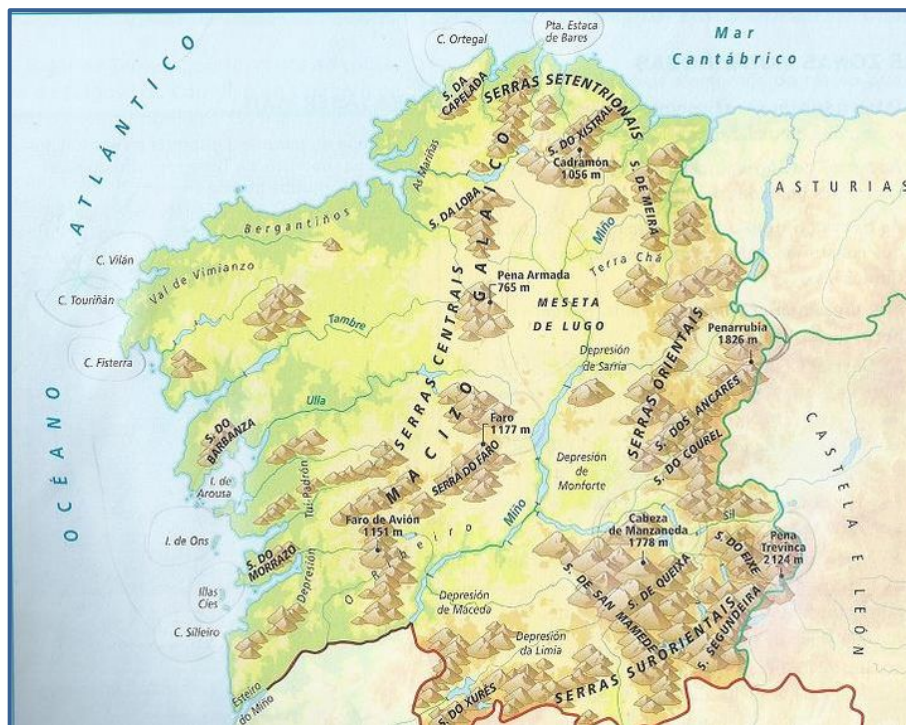 Pta. Estaca
de Bares
C. Ortegal
Mar
Cantábrico
OCÉANO ATLÁNTICO
S. DA
CAPELADA
SERRAS SETENTRIONAIS
S. DO XISTRAL
Cadramón
1056 m
As Mariñas
S. DE MEIRA
ASTURIAS
S. DA LOBA
Bergantiños
Miño
Terra Chá
C. Vilán
Val de Vimianzo
C. Touriñán
Pena Armada
765 m
MESETA
DE LUGO
MACIZO GALAICO
SERRAS CENTRAIS
Tambre
Penarrubia
1826 m
C. Fisterra
Depresión
de Sarria
SERRAS ORIENTAIS
Ulla
S. DOS ANCARES
S. DO BARBANZA
Faro
1177 m
S. DO COUREL
CASTELA E LEÓN
SERRA DO FARO
Depresión
de
Monforte
I. de
Arousa
Depresión Tui-Padrón
Miño
Sil
Faro de Avión
1151 m
Cabeza
de Manzaneda
1778 m
Pena
Trevinca
2124 m
I. de Ons
O Ribeiro
S. DO EIXE
S. DO
MORRAZO
S. DE QUEIXA
Illas
Cíes
Depresión
de Maceda
S. DE SAN MAMEDE
S. SEGUNDEIRA
C. Silleiro
Depresión
da Limia
SERRAS SURORIENTAIS
Esteiro
do Miño
S. DO XURÉS